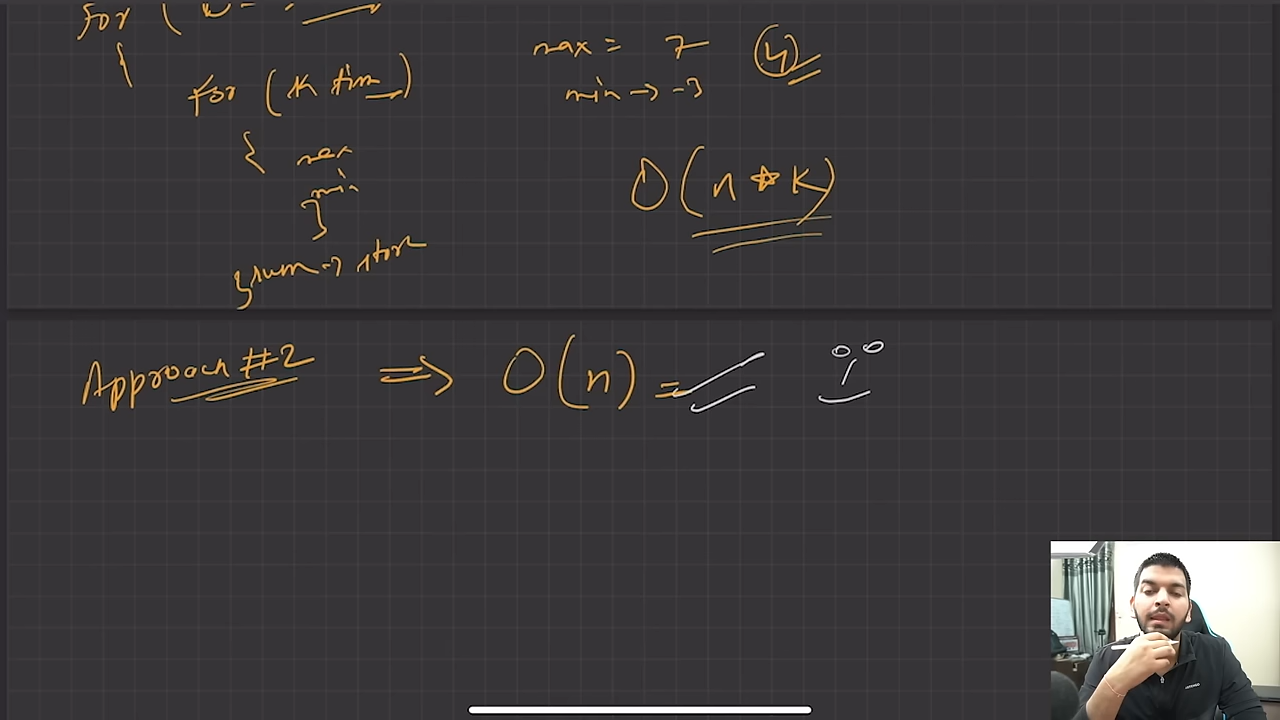 for (
{
for (K time)
{ max
min
}
} sum → store
max = 7 (4)
min → -3
O(n * K)
Approach #2 ⇒ O(n) =